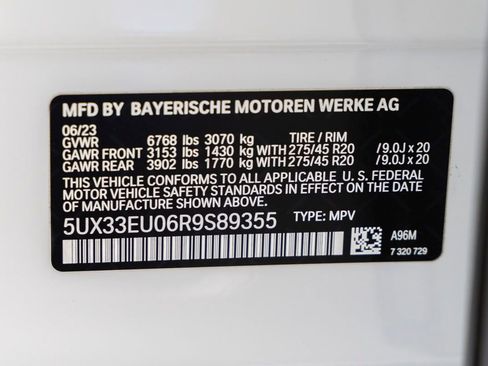 MFD BY BAYERISCHE MOTOREN WERKE AG
06/23
GVWR 6768 lbs 3070 kg TIRE / RIM
GAWR FRONT 3153 lbs 1430 kg WITH 275/45 R20 /9.0J x 20
GAWR REAR 3902 lbs 1770 kg WITH 275/45 R20 /9.0J x 20
THIS VEHICLE CONFORMS TO ALL APPLICABLE U. S. FEDERAL
MOTOR VEHICLE SAFETY STANDARDS IN EFFECT ON THE
DATE OF MANUFACTURE SHOWN ABOVE.
5UX33EU06R9S89355 TYPE: MPV
A96M
7 320 729